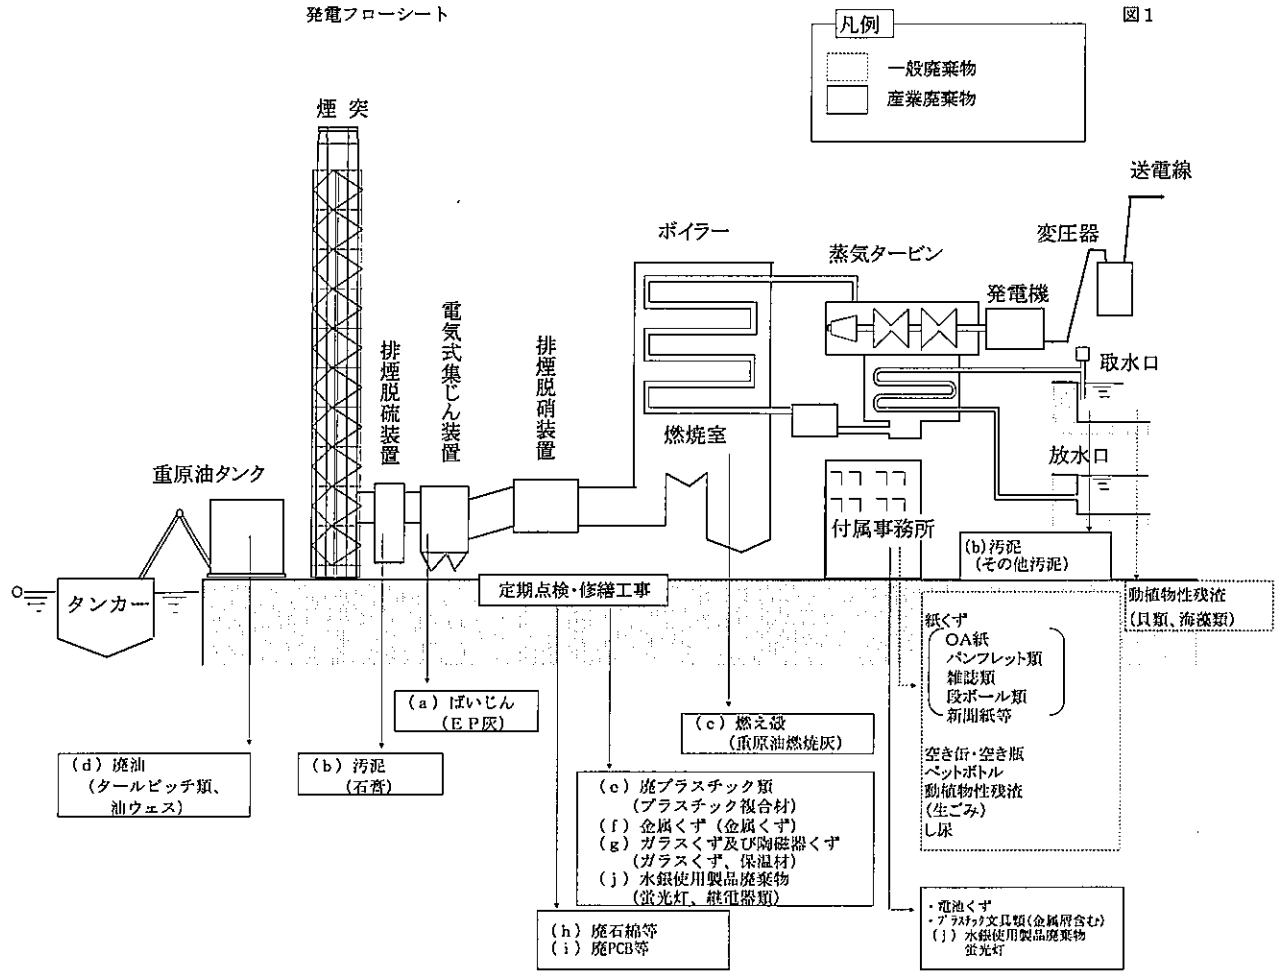 発電フローシート
図1
凡例
一般廃棄物
産業廃棄物
煙突
送電線
ボイラー
変圧器
蒸気タービン
発電機
電気式集じん装置
排煙脱硫装置
排煙脱硝装置
取水口
燃焼室
放水口
重原油タンク
付属事務所
(b)汚泥
(その他汚泥)
タンカー
定期点検・修繕工事
動植物性残渣
(貝類、海藻類)
紙くず
OA紙
パンフレット類
雑誌類
段ボール類
新聞紙等
空き缶・空き瓶
ペットボトル
動植物性残渣
(生ごみ)
し尿
(a) ばいじん
(EP灰)
(c) 燃え殻
(重原油燃焼灰)
(d) 廃油
(タールピッチ類、
油ウェス)
(b) 汚泥
(石膏)
(e) 廃プラスチック類
(プラスチック複合材)
(f) 金属くず (金属くず)
(g) ガラスくず及び陶磁器くず
(ガラスくず、保温材)
(j) 水銀使用製品廃棄物
(蛍光灯、継電器類)
(h) 廃石綿等
(i) 廃PCB等
・電池くず
・プラスチック文具類(金属屑含む)
(j) 水銀使用製品廃棄物
蛍光灯